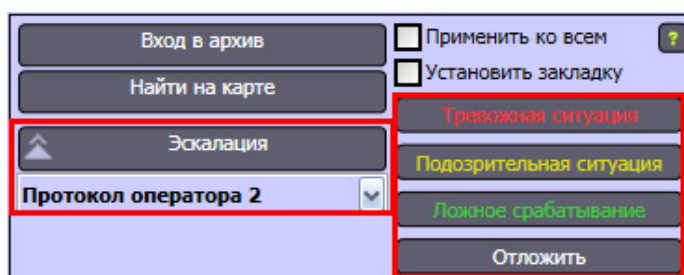 Вход в архив
Найти на карте
Эскалация
Протокол оператора 2
Применить ко всем
?
Установить закладку
Тревожная ситуация
Подозрительная ситуация
Ложное срабатывание
Отложить